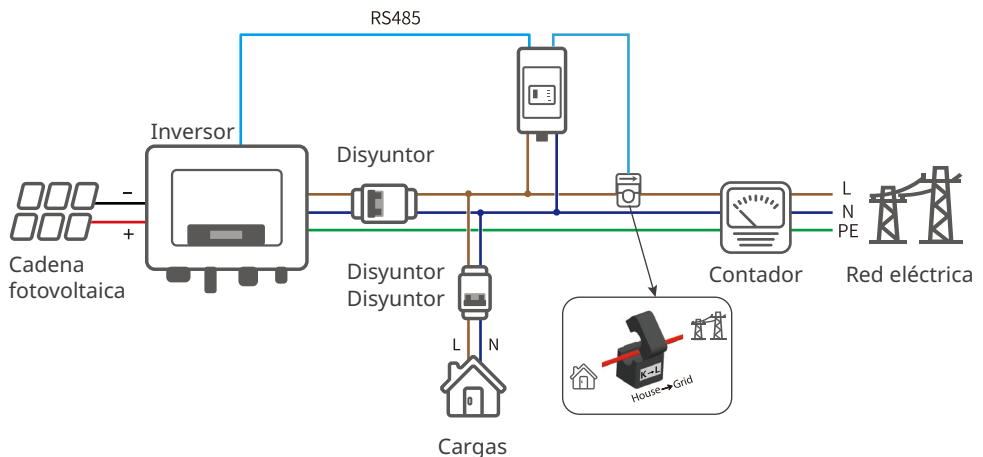 RS485
Inversor
Disyuntor
–
+
L
N
PE
Cadena
fotovoltaica
Disyuntor
Disyuntor
Contador
Red eléctrica
L
N
K→L
House→Grid
Cargas